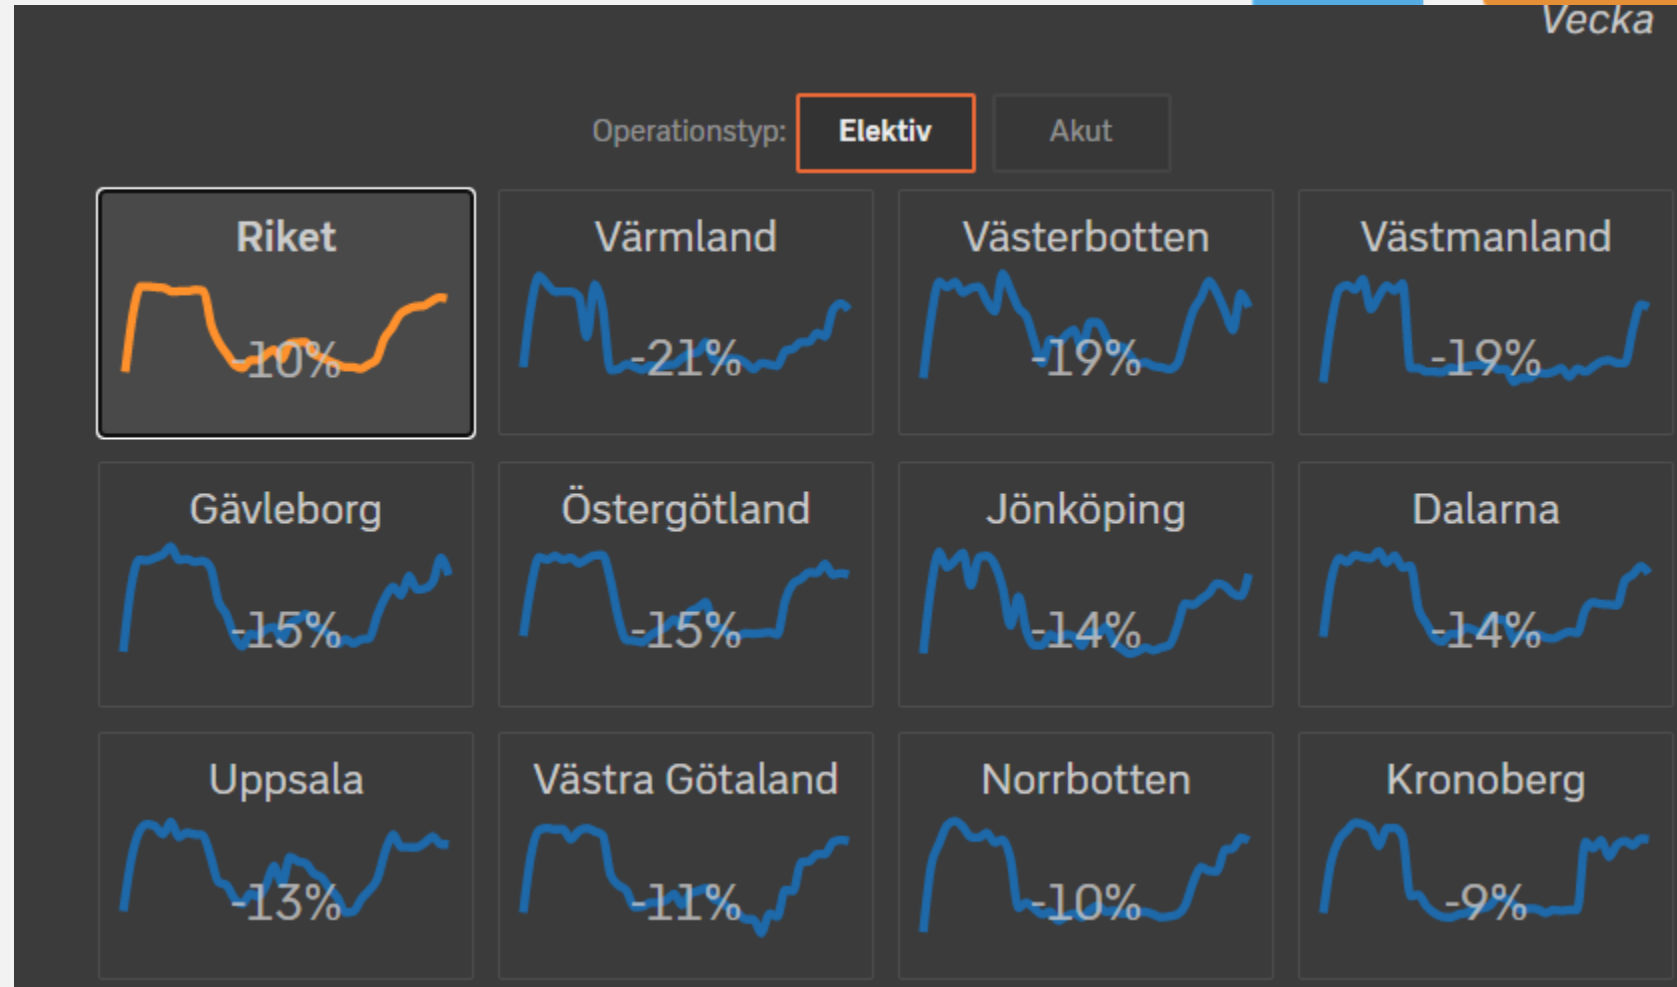 Vecka
Operationstyp: Elektiv Akut
Riket Värmland Västerbotten Västmanland
-10% -21% -19% -19%
Gävleborg Östergötland Jönköping Dalarna
-15% -15% -14% -14%
Uppsala Västra Götaland Norrbotten Kronoberg
-13% -11% -10% -9%